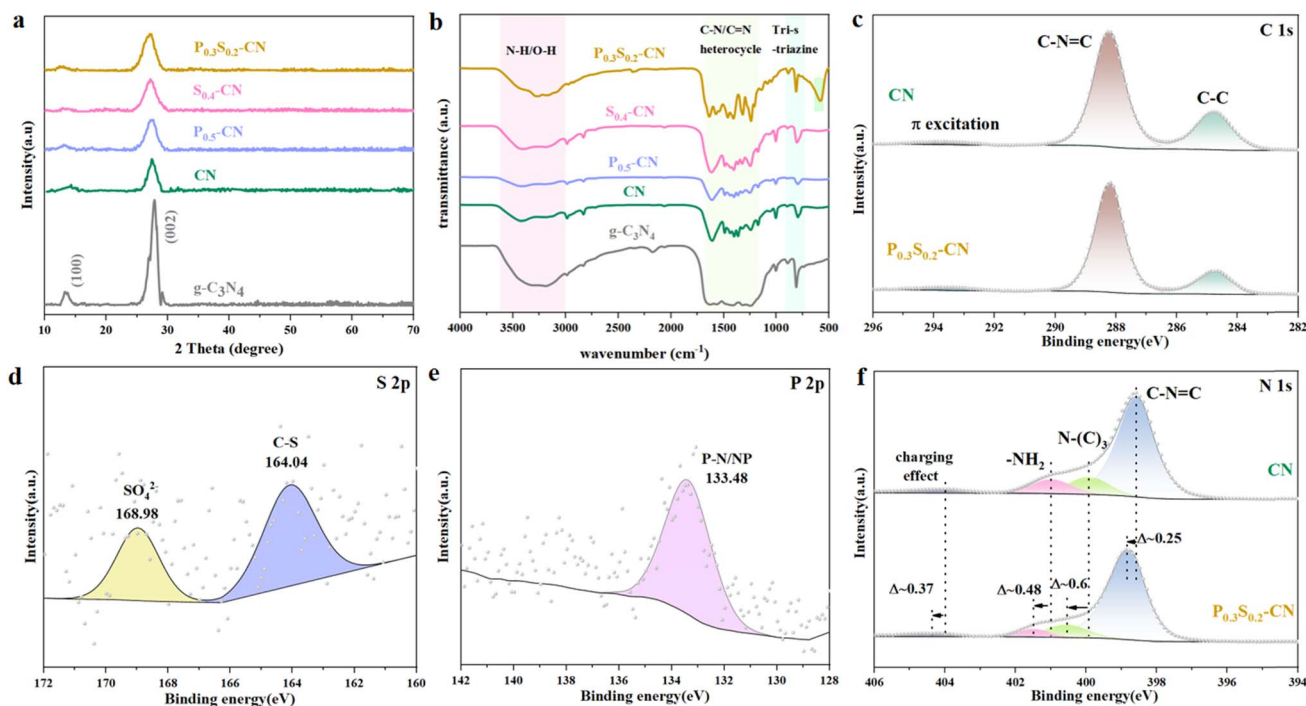 a
P0.3S0.2-CN
S0.4-CN
P0.5-CN
CN
(100)
(002)
g-C3N4
Intensity(a.u)
10 20 30 40 50 60 70
2 Theta (degree)
b
N-H/O-H
C-N/C=N
heterocycle
Tri-s
-triazine
P0.3S0.2-CN
S0.4-CN
P0.5-CN
CN
g-C3N4
transmittance (a.u.)
4000 3500 3000 2500 2000 1500 1000 500
wavenumber (cm-1)
c
C 1s
C-N=C
C-C
CN
π excitation
P0.3S0.2-CN
Intensity(a.u.)
296 294 292 290 288 286 284 282
Binding energy(eV)
d
S 2p
C-S
164.04
SO42-
168.98
Intensity(a.u.)
172 170 168 166 164 162 160
Binding energy(eV)
e
P 2p
P-N/NP
133.48
Intensity(a.u.)
142 140 138 136 134 132 130 128
Binding energy(eV)
f
N 1s
C-N=C
N-(C)3
-NH2
charging
effect
CN
Δ~0.25
Δ~0.6
Δ~0.48
Δ~0.37
P0.3S0.2-CN
Intensity(a.u.)
406 404 402 400 398 396 394
Binding energy(eV)